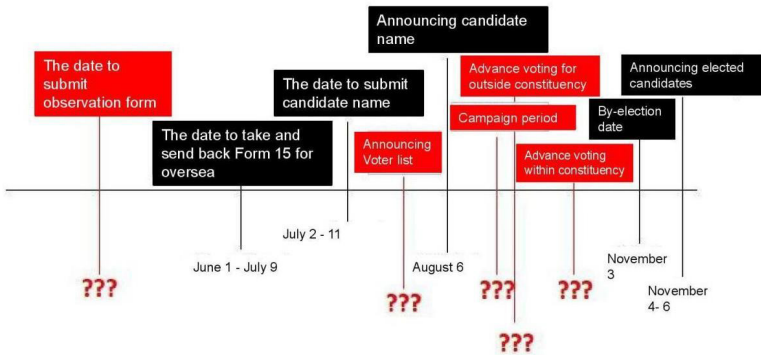 Announcing candidate
name
The date to
submit
observation form
The date to submit
candidate name
Advance voting for
outside constituency
Announcing elected
candidates
By-election
date
Campaign period
The date to take and
send back Form 15 for
oversea
Announcing
Voter list
Advance voting
within constituency
July 2 - 11
June 1 - July 9
August 6
November
3
November
4- 6
???
???
???
???
???